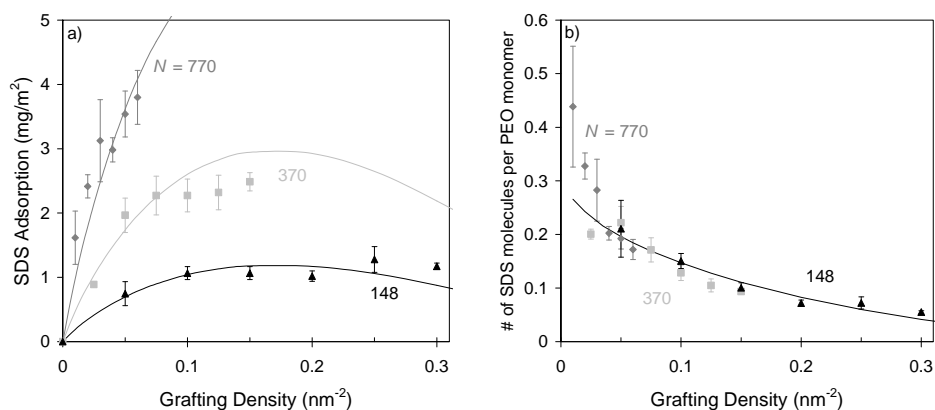 a)
SDS Adsorption (mg/m²)
5
4
3
2
1
0
N = 770
370
148
0 0.1 0.2 0.3
Grafting Density (nm⁻²)
b)
# of SDS molecules per PEO monomer
0.6
0.5
0.4
0.3
0.2
0.1
0
N = 770
148
370
0 0.1 0.2 0.3
Grafting Density (nm⁻²)